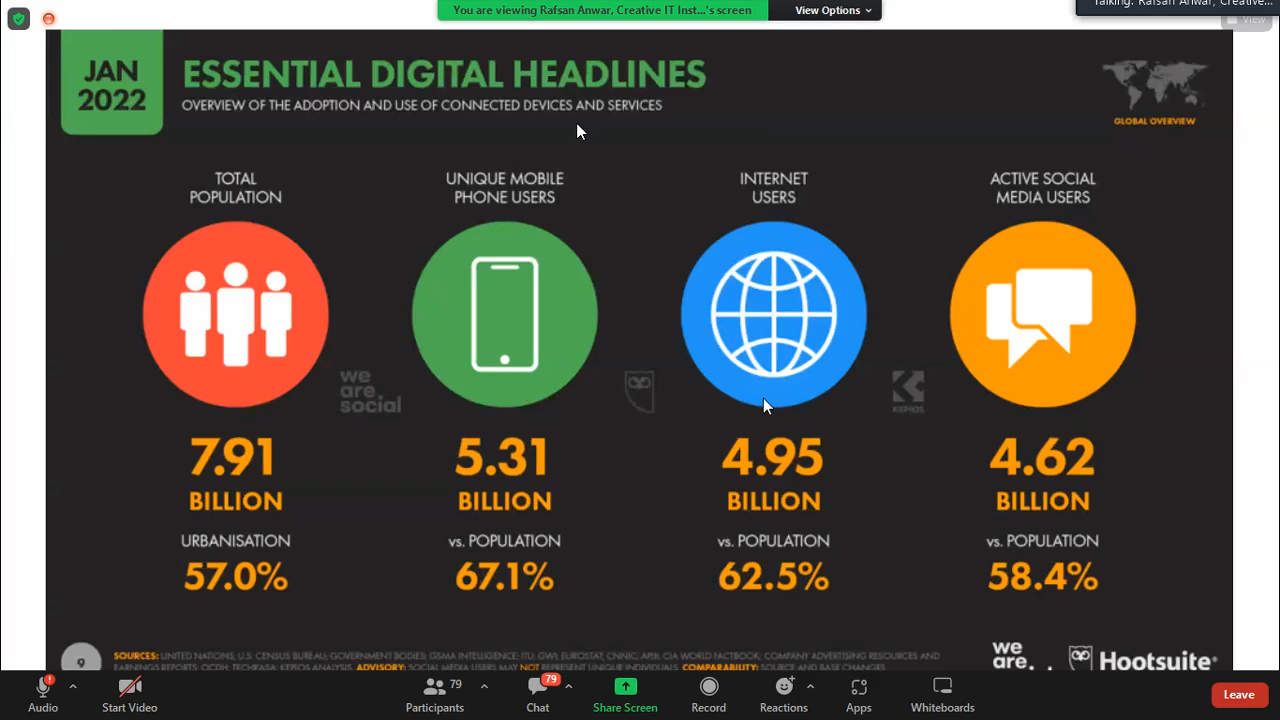 You are viewing Rafsan Anwar, Creative IT Inst...'s screen
View Options
Talking: Rafsan Anwar, Creative...
View
JAN
2022
ESSENTIAL DIGITAL HEADLINES
OVERVIEW OF THE ADOPTION AND USE OF CONNECTED DEVICES AND SERVICES
GLOBAL OVERVIEW
TOTAL
POPULATION
UNIQUE MOBILE
PHONE USERS
INTERNET
USERS
ACTIVE SOCIAL
MEDIA USERS
we
are.
social
KEPIOS
7.91
BILLION
5.31
BILLION
4.95
BILLION
4.62
BILLION
URBANISATION
57.0%
vs. POPULATION
67.1%
vs. POPULATION
62.5%
vs. POPULATION
58.4%
9
SOURCES: UNITED NATIONS; U.S. CENSUS BUREAU; GOVERNMENT BODIES; GSMA INTELLIGENCE; ITU; GWI; EUROSTAT; CNNIC; APJII; CIA WORLD FACTBOOK; COMPANY ADVERTISING RESOURCES AND
EARNINGS REPORTS; OCDH; TECHRASA; KEPIOS ANALYSIS. ADVISORY: SOCIAL MEDIA USERS MAY NOT REPRESENT UNIQUE INDIVIDUALS. COMPARABILITY: SOURCE AND BASE CHANGES.
we
are.
Hootsuite®
Audio
Start Video
Participants
79
Chat
79
Share Screen
Record
Reactions
Apps
Whiteboards
Leave